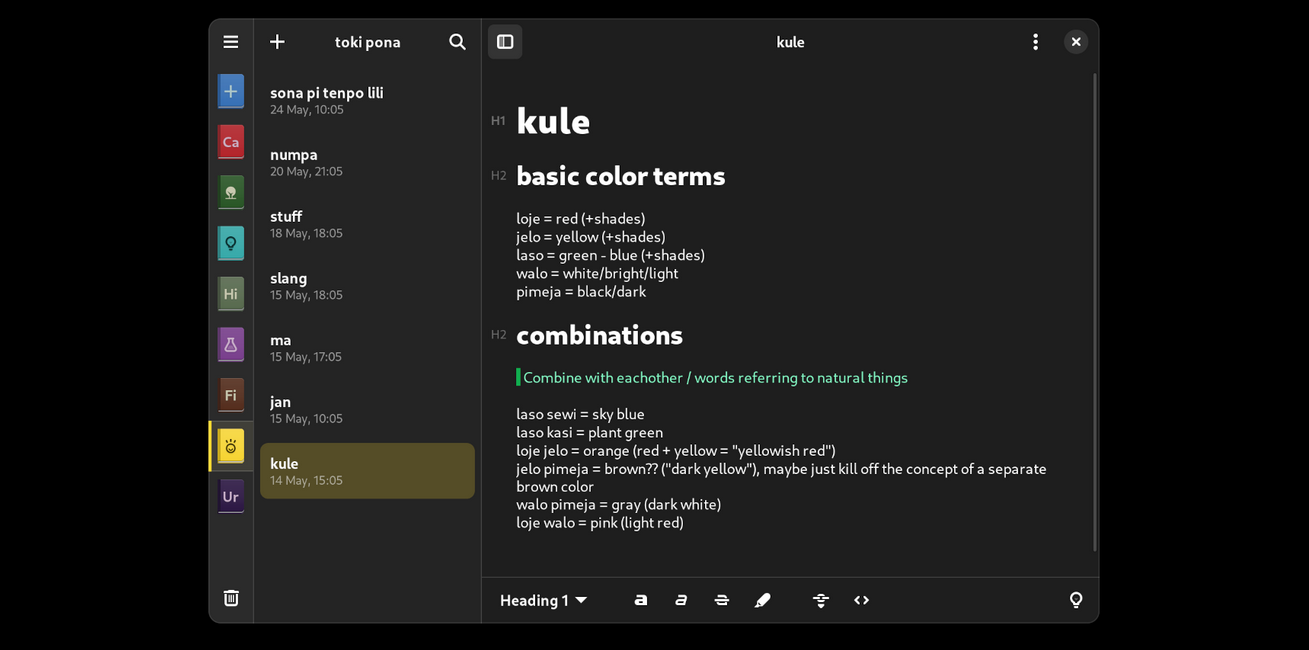 toki pona
kule
Ca
Hi
Fi
Ur
sona pi tenpo lili
24 May, 10:05
numpa
20 May, 21:05
stuff
18 May, 18:05
slang
15 May, 18:05
ma
15 May, 17:05
jan
15 May, 10:05
kule
14 May, 15:05
H1 kule
H2 basic color terms
loje = red (+shades)
jelo = yellow (+shades)
laso = green - blue (+shades)
walo = white/bright/light
pimeja = black/dark
H2 combinations
Combine with eachother / words referring to natural things
laso sewi = sky blue
laso kasi = plant green
loje jelo = orange (red + yellow = "yellowish red")
jelo pimeja = brown?? ("dark yellow"), maybe just kill off the concept of a separate
brown color
walo pimeja = gray (dark white)
loje walo = pink (light red)
Heading 1 a a S